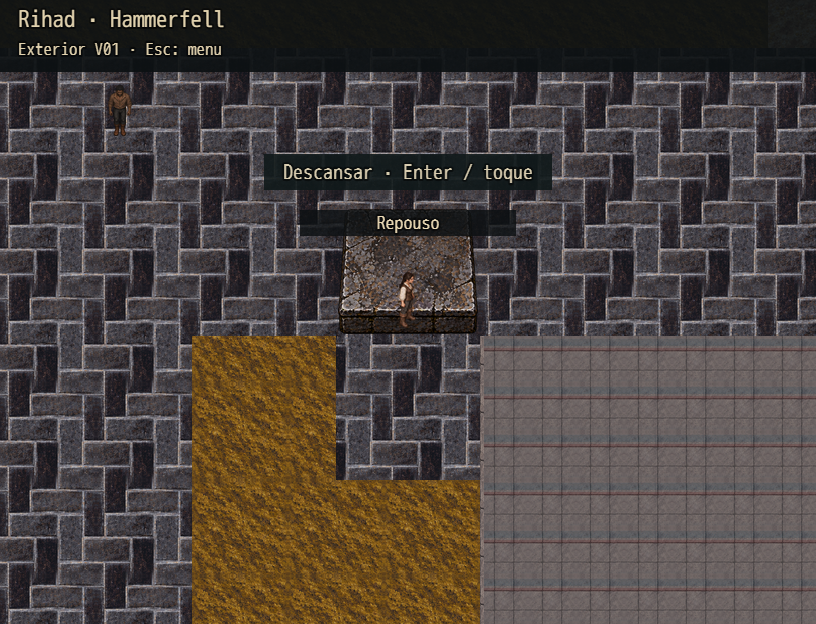 Rihad · Hammerfell
Exterior V01 · Esc: menu
Descansar · Enter / toque
Repouso